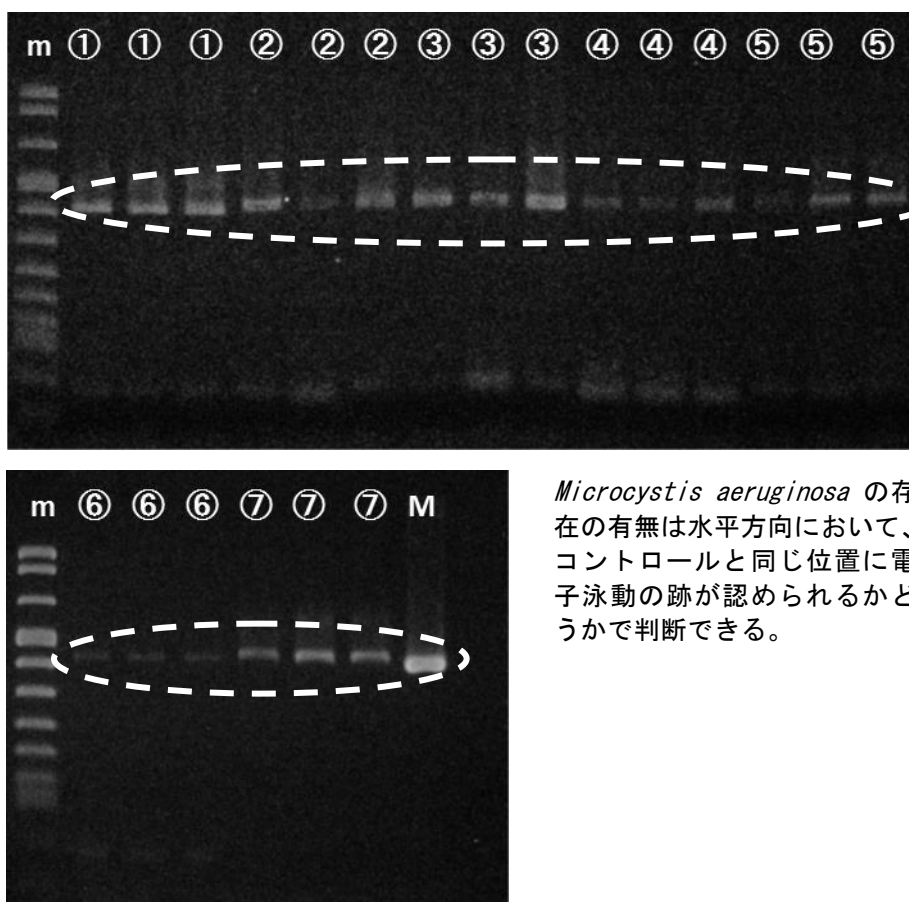 m ① ① ① ② ② ② ③ ③ ③ ④ ④ ④ ⑤ ⑤ ⑤
m ⑥ ⑥ ⑥ ⑦ ⑦ ⑦ M
Microcystis aeruginosa の存
在の有無は水平方向において、
コントロールと同じ位置に電
子泳動の跡が認められるかど
うかで判断できる。